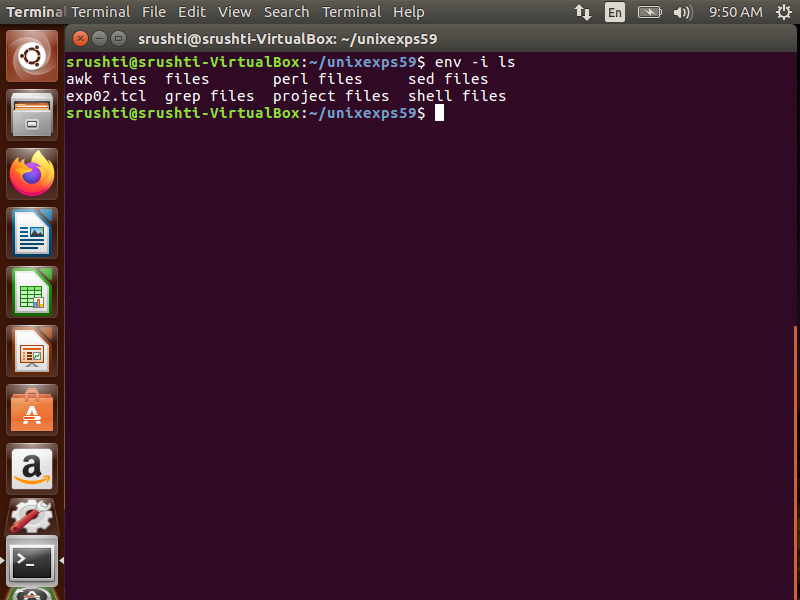 Terminal Terminal File Edit View Search Terminal Help En 9:50 AM
srushti@srushti-VirtualBox: ~/unixexps59
srushti@srushti-VirtualBox:~/unixexps59$ env -i ls
awk files  files       perl files     sed files
exp02.tcl  grep files  project files  shell files
srushti@srushti-VirtualBox:~/unixexps59$
A
a
>_